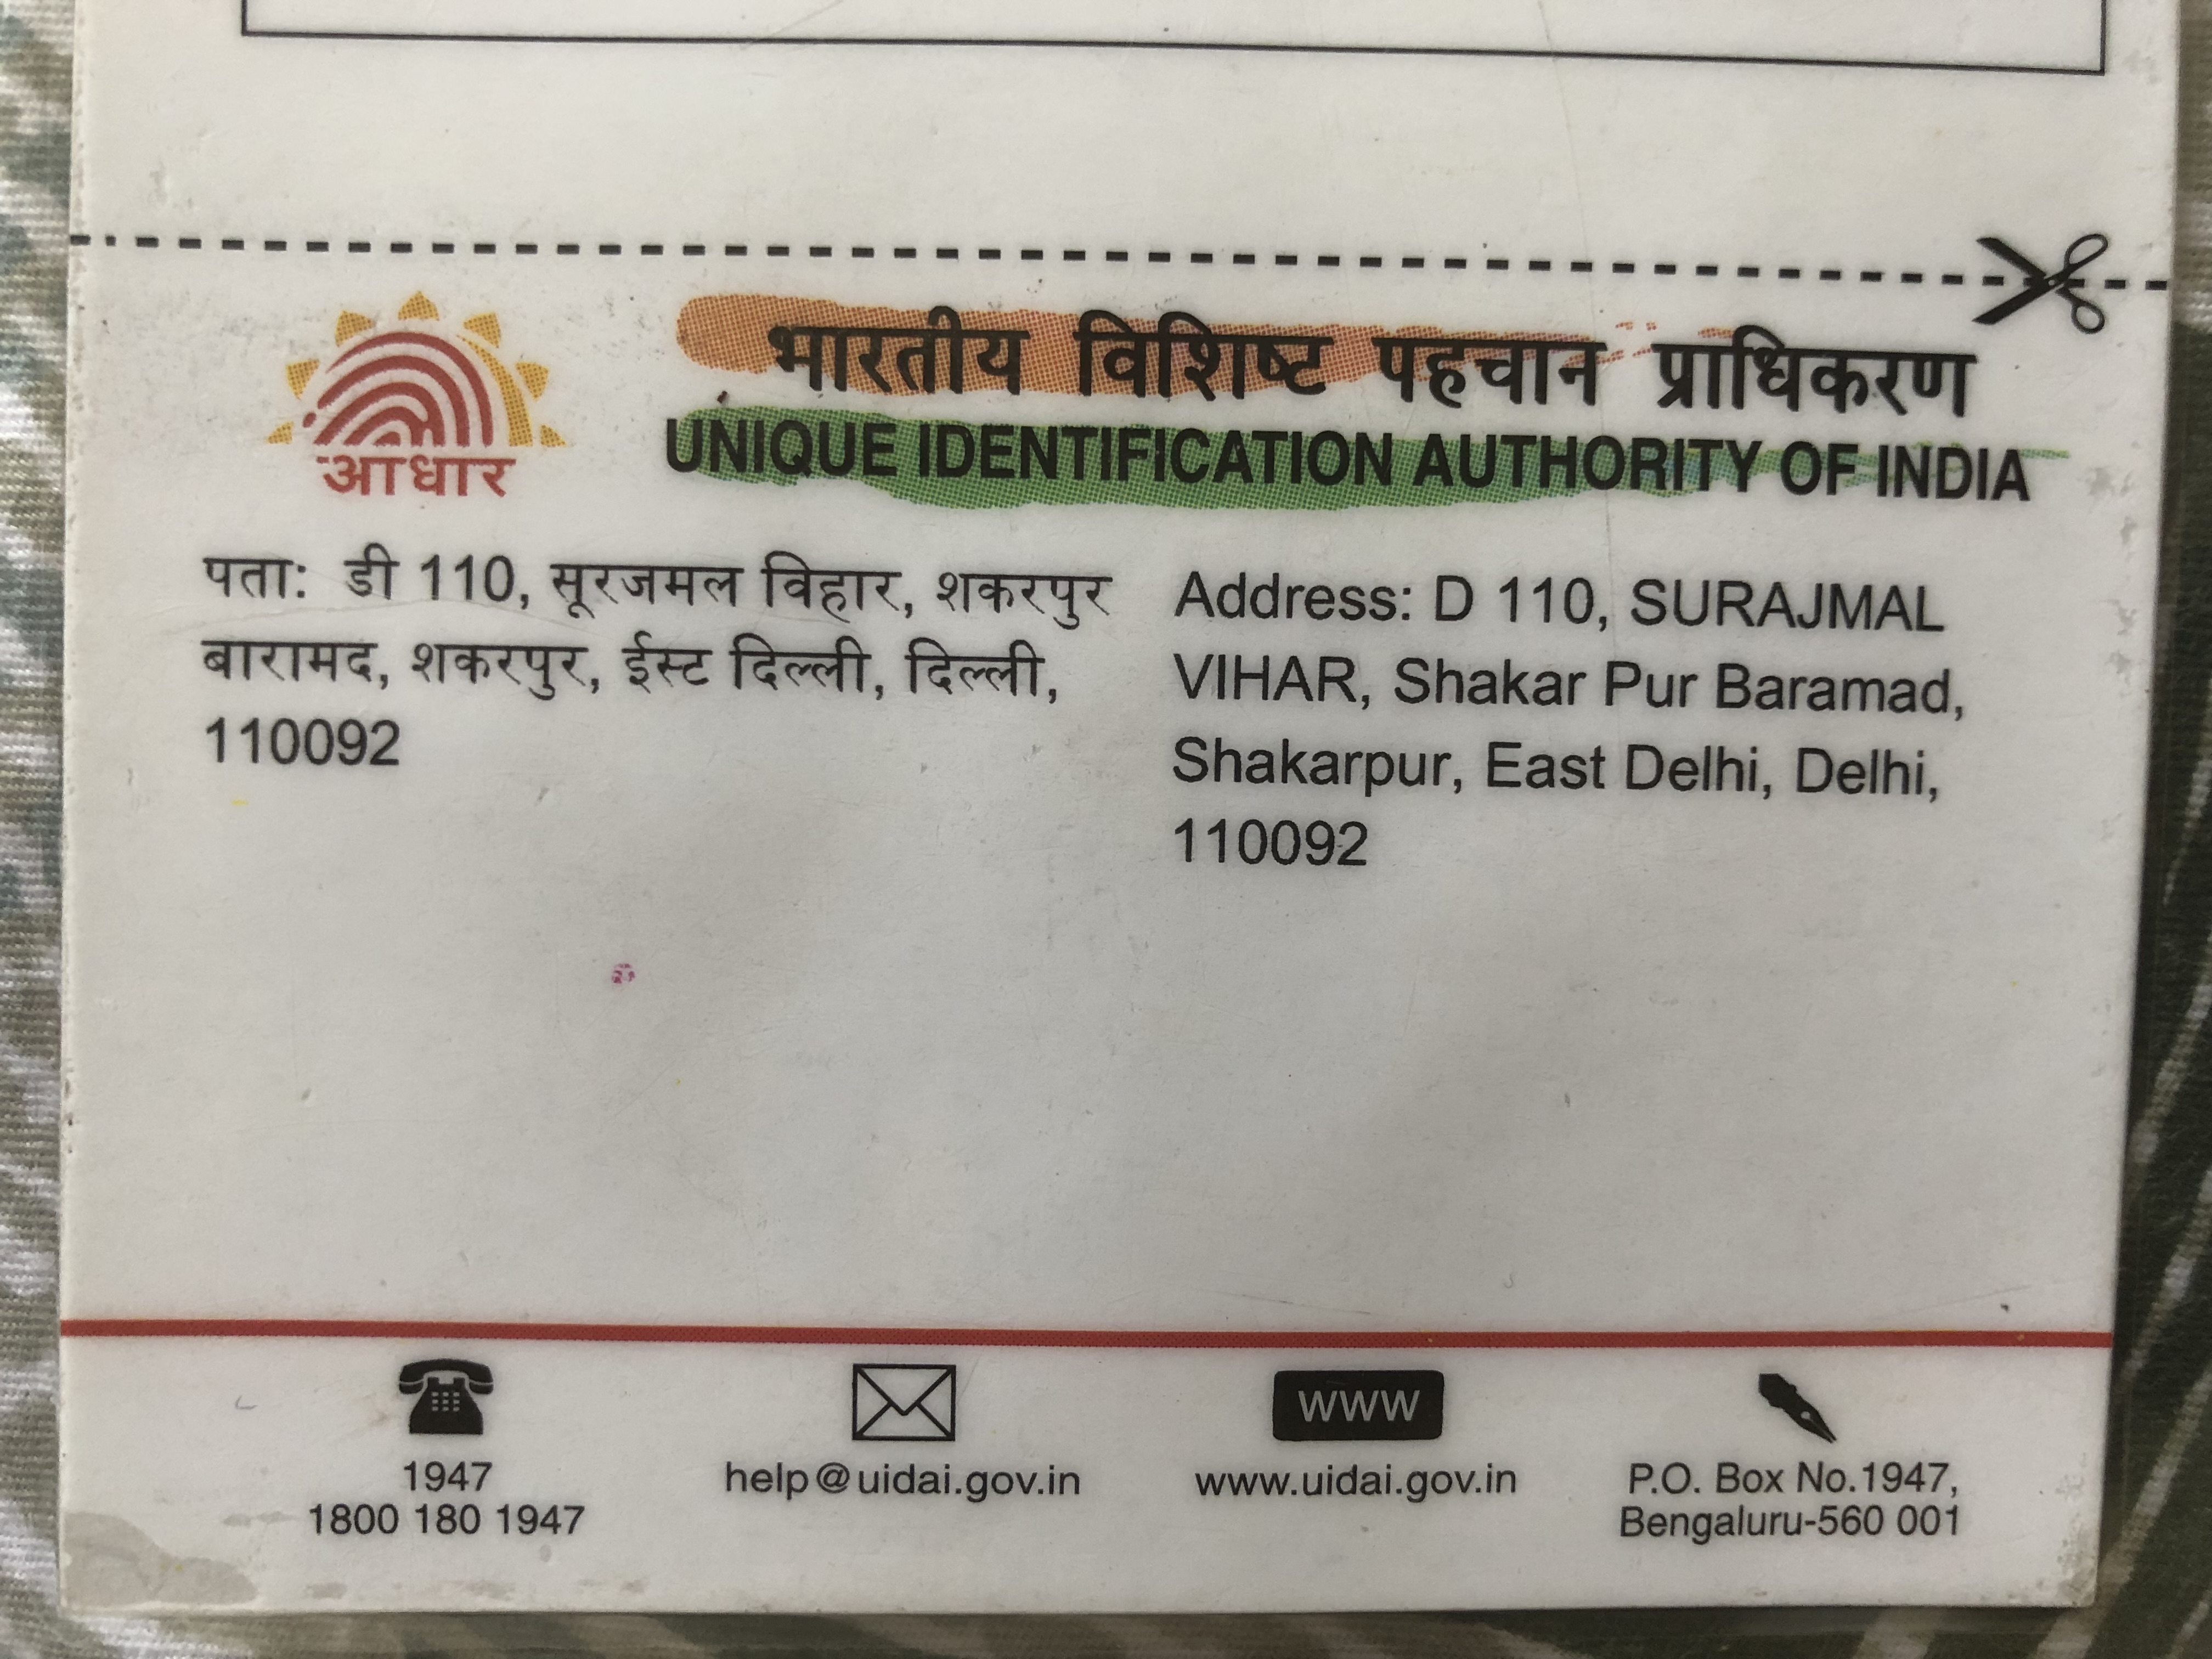 आधार
भारतीय विशिष्ट पहचान प्राधिकरण
UNIQUE IDENTIFICATION AUTHORITY OF INDIA
पता: डी 110, सूरजमल विहार, शकरपुर
बारामद, शकरपुर, ईस्ट दिल्ली, दिल्ली,
110092
Address: D 110, SURAJMAL
VIHAR, Shakar Pur Baramad,
Shakarpur, East Delhi, Delhi,
110092
1947
1800 180 1947
help@uidai.gov.in
WWW
www.uidai.gov.in
P.O. Box No.1947,
Bengaluru-560 001